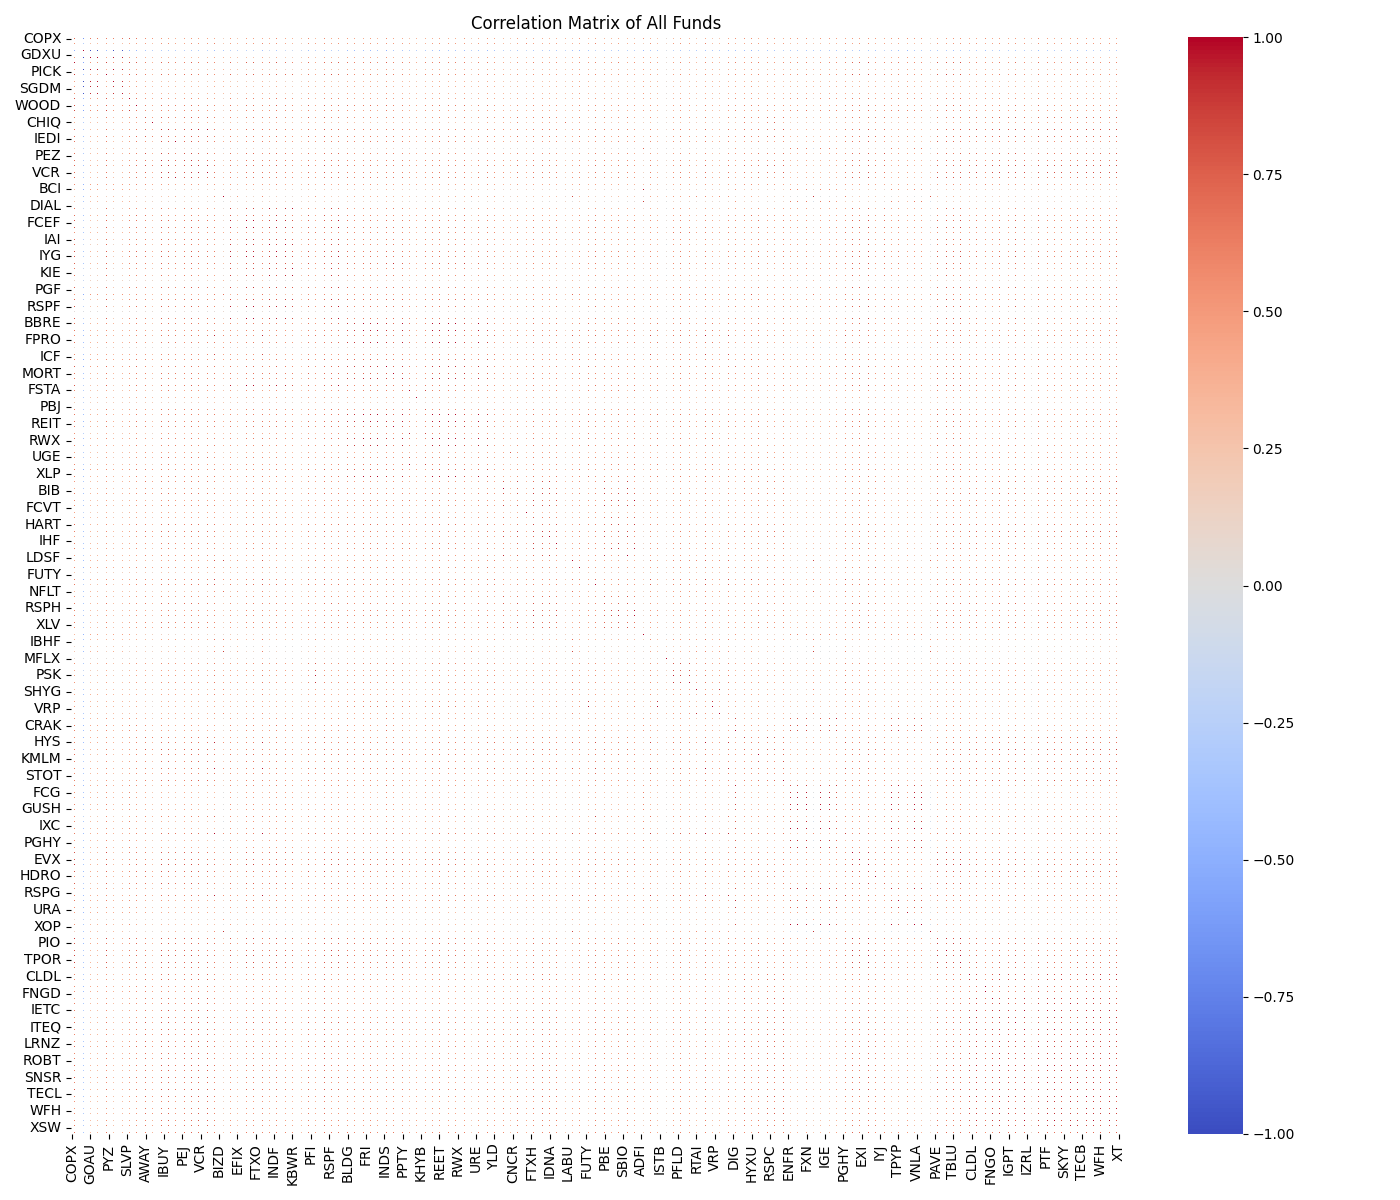 Correlation Matrix of All Funds
COPX
GDXU
PICK
SGDM
WOOD
CHIQ
IEDI
PEZ
VCR
BCI
DIAL
FCEF
IAI
IYG
KIE
PGF
RSPF
BBRE
FPRO
ICF
MORT
FSTA
PBJ
REIT
RWX
UGE
XLP
BIB
FCVT
HART
IHF
LDSF
FUTY
NFLT
RSPH
XLV
IBHF
MFLX
PSK
SHYG
VRP
CRAK
HYS
KMLM
STOT
FCG
GUSH
IXC
PGHY
EVX
HDRO
RSPG
URA
XOP
PIO
TPOR
CLDL
FNGD
IETC
ITEQ
LRNZ
ROBT
SNSR
TECL
WFH
XSW
COPX
GOAU
PYZ
SLVP
AWAY
IBUY
PEJ
VCR
BIZD
EFIX
FTXO
INDF
KBWR
PFI
RSPF
BLDG
FRI
INDS
PPTY
KHYB
REET
RWX
URE
YLD
CNCR
FTXH
IDNA
LABU
FUTY
PBE
SBIO
ADFI
ISTB
PFLD
RTAI
VRP
DIG
HYXU
RSPC
ENFR
FXN
IGE
PGHY
EXI
IYJ
TPYP
VNLA
PAVE
TBLU
CLDL
FNGO
IGPT
IZRL
PTF
SKYY
TECB
WFH
XT
1.00
0.75
0.50
0.25
0.00
−0.25
−0.50
−0.75
−1.00